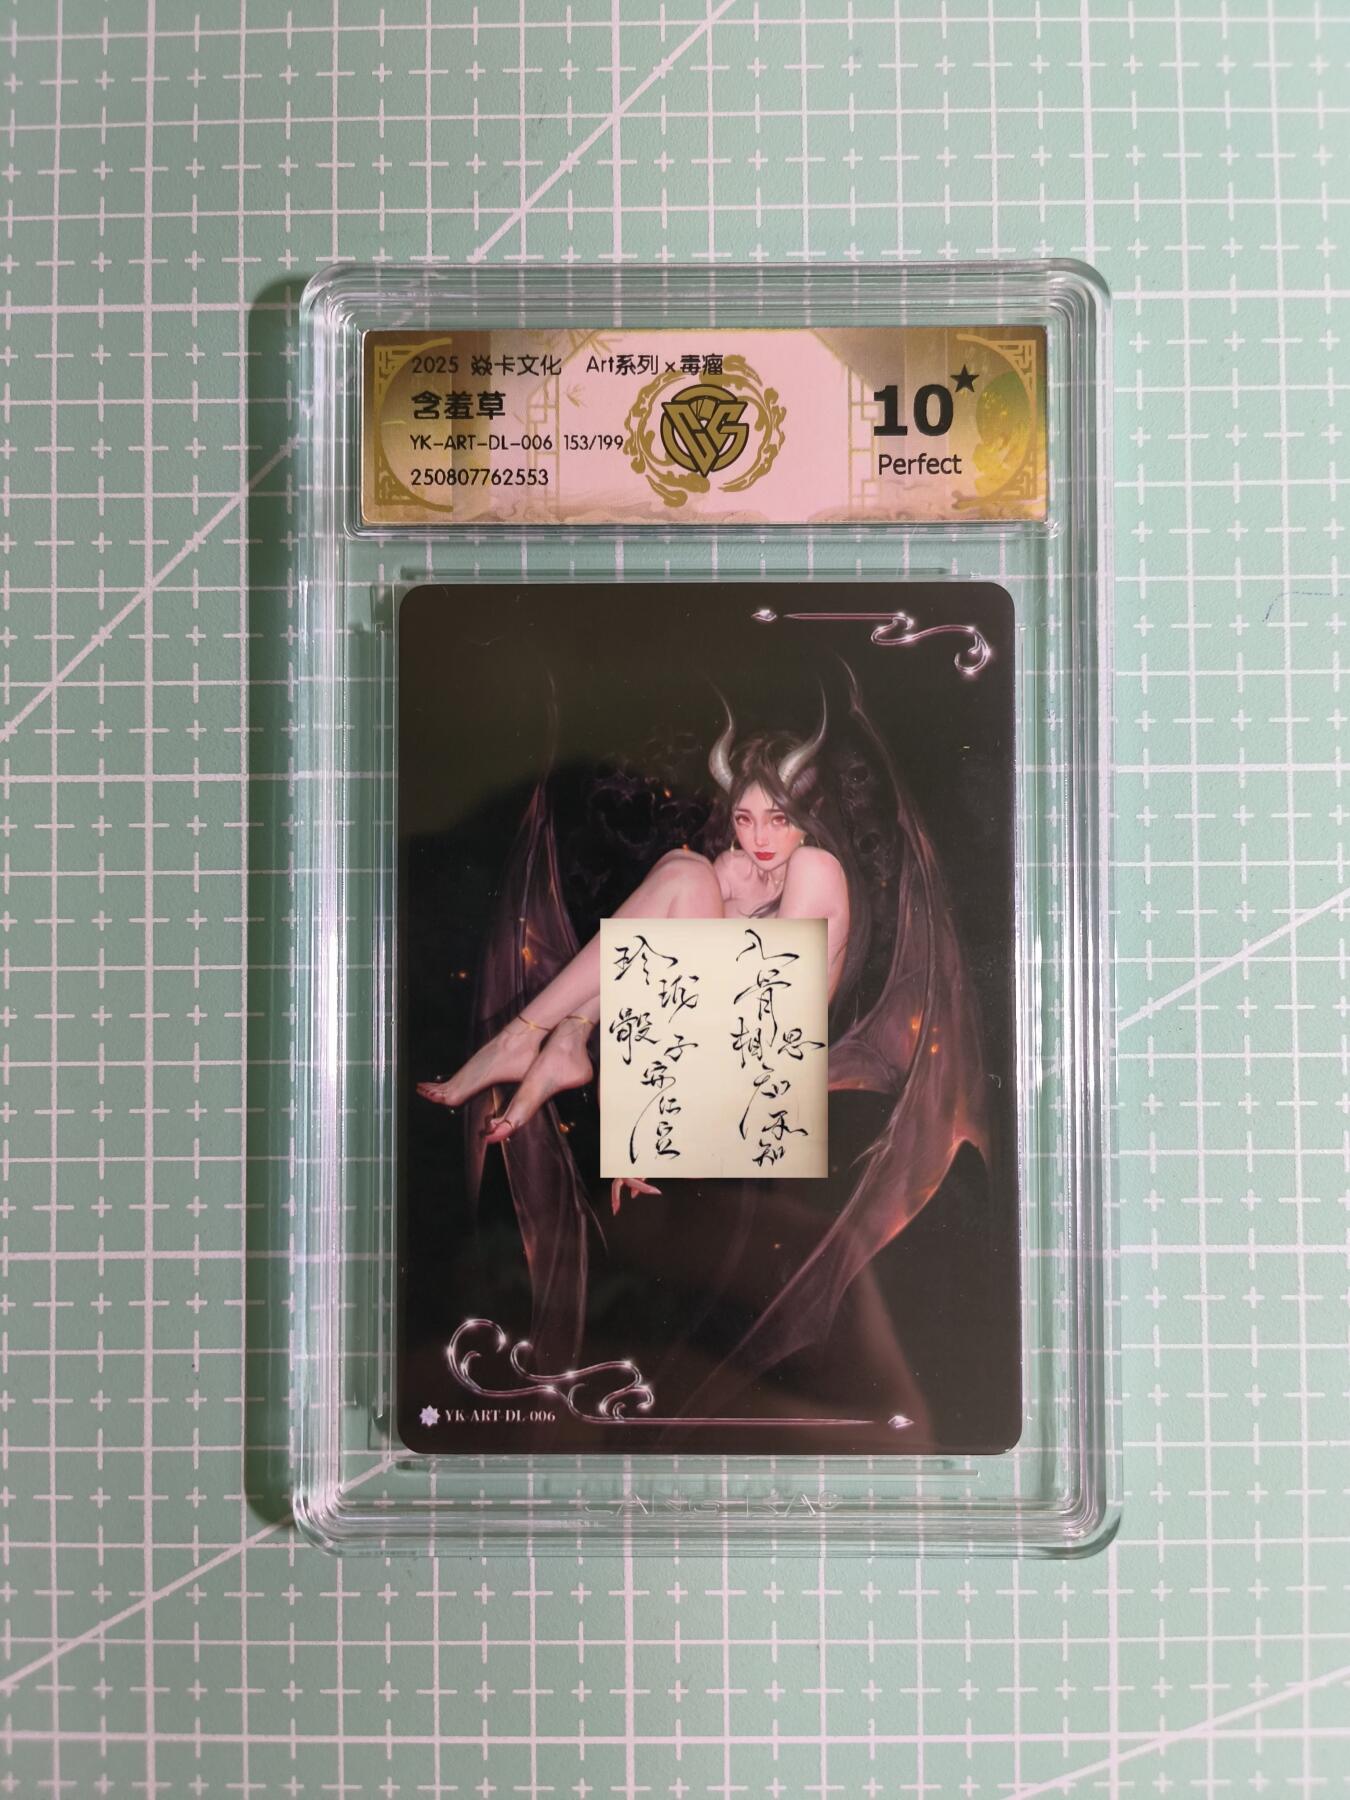 2025 焱卡文化 Art系列×毒瘤
含羞草
YK-ART-DL-006 153/199
250807762553
10★
Perfect
玲珑骰子安红豆
入骨相思知不知
YK-ART-DL-006
CANG KA